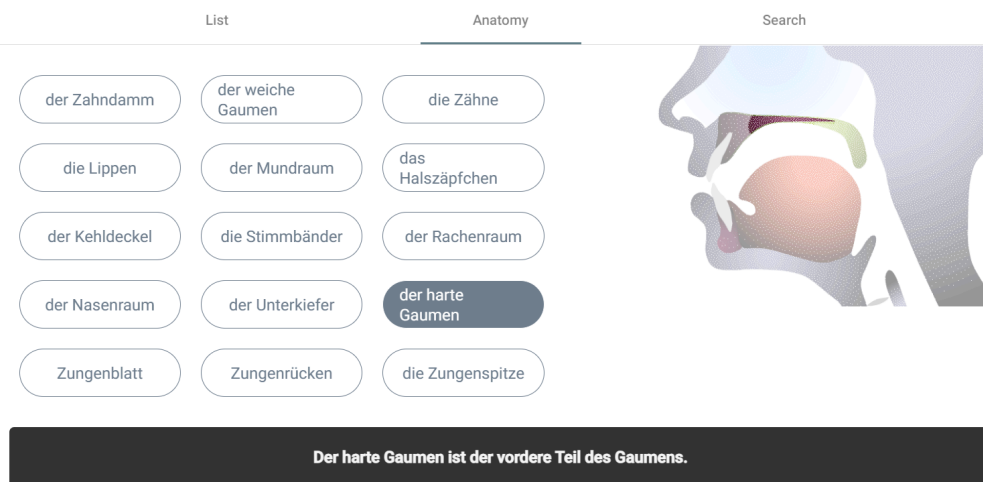 List
Anatomy
Search
der Zahndamm
der weiche
Gaumen
die Zähne
die Lippen
der Mundraum
das
Halszäpfchen
der Kehldeckel
die Stimmbänder
der Rachenraum
der Nasenraum
der Unterkiefer
der harte
Gaumen
Zungenblatt
Zungenrücken
die Zungenspitze
Der harte Gaumen ist der vordere Teil des Gaumens.